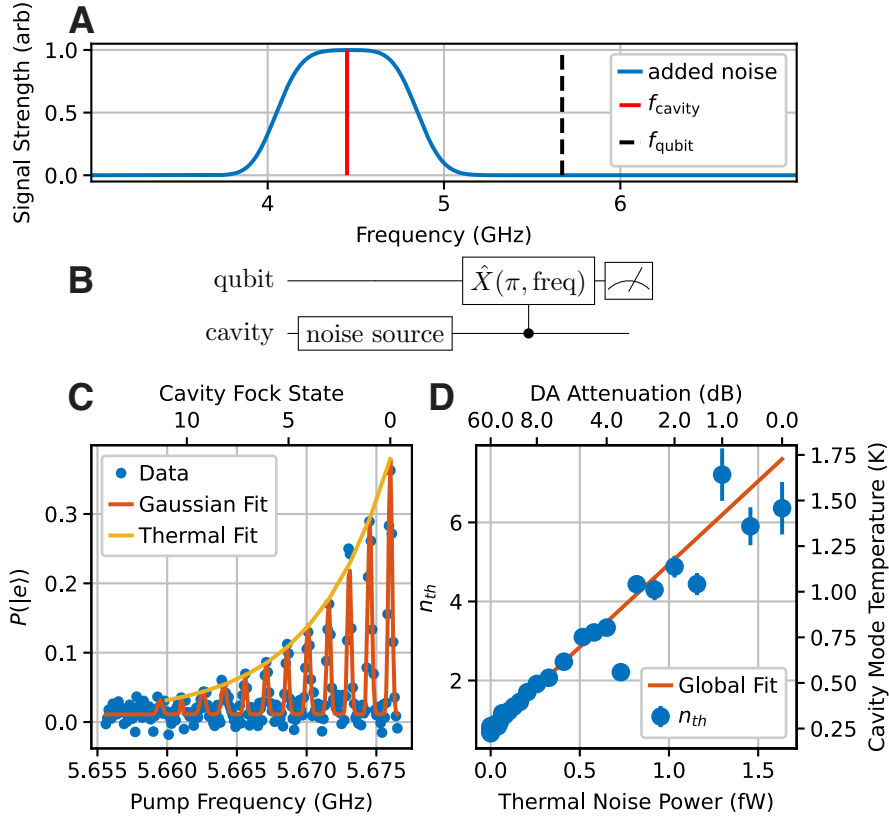 A
Signal Strength (arb)
1.0
0.5
0.0
added noise
f_cavity
f_qubit
4
5
6
Frequency (GHz)
B
qubit
X̂(π, freq)
cavity
noise source
C
Cavity Fock State
10
5
0
Data
Gaussian Fit
Thermal Fit
P(|e⟩)
0.3
0.2
0.1
0.0
5.655
5.660
5.665
5.670
5.675
Pump Frequency (GHz)
D
DA Attenuation (dB)
60.0
8.0
4.0
2.0
1.0
0.0
n_th
6
4
2
Global Fit
n_th
1.75
1.50
1.25
1.00
0.75
0.50
0.25
Cavity Mode Temperature (K)
0.0
0.5
1.0
1.5
Thermal Noise Power (fW)